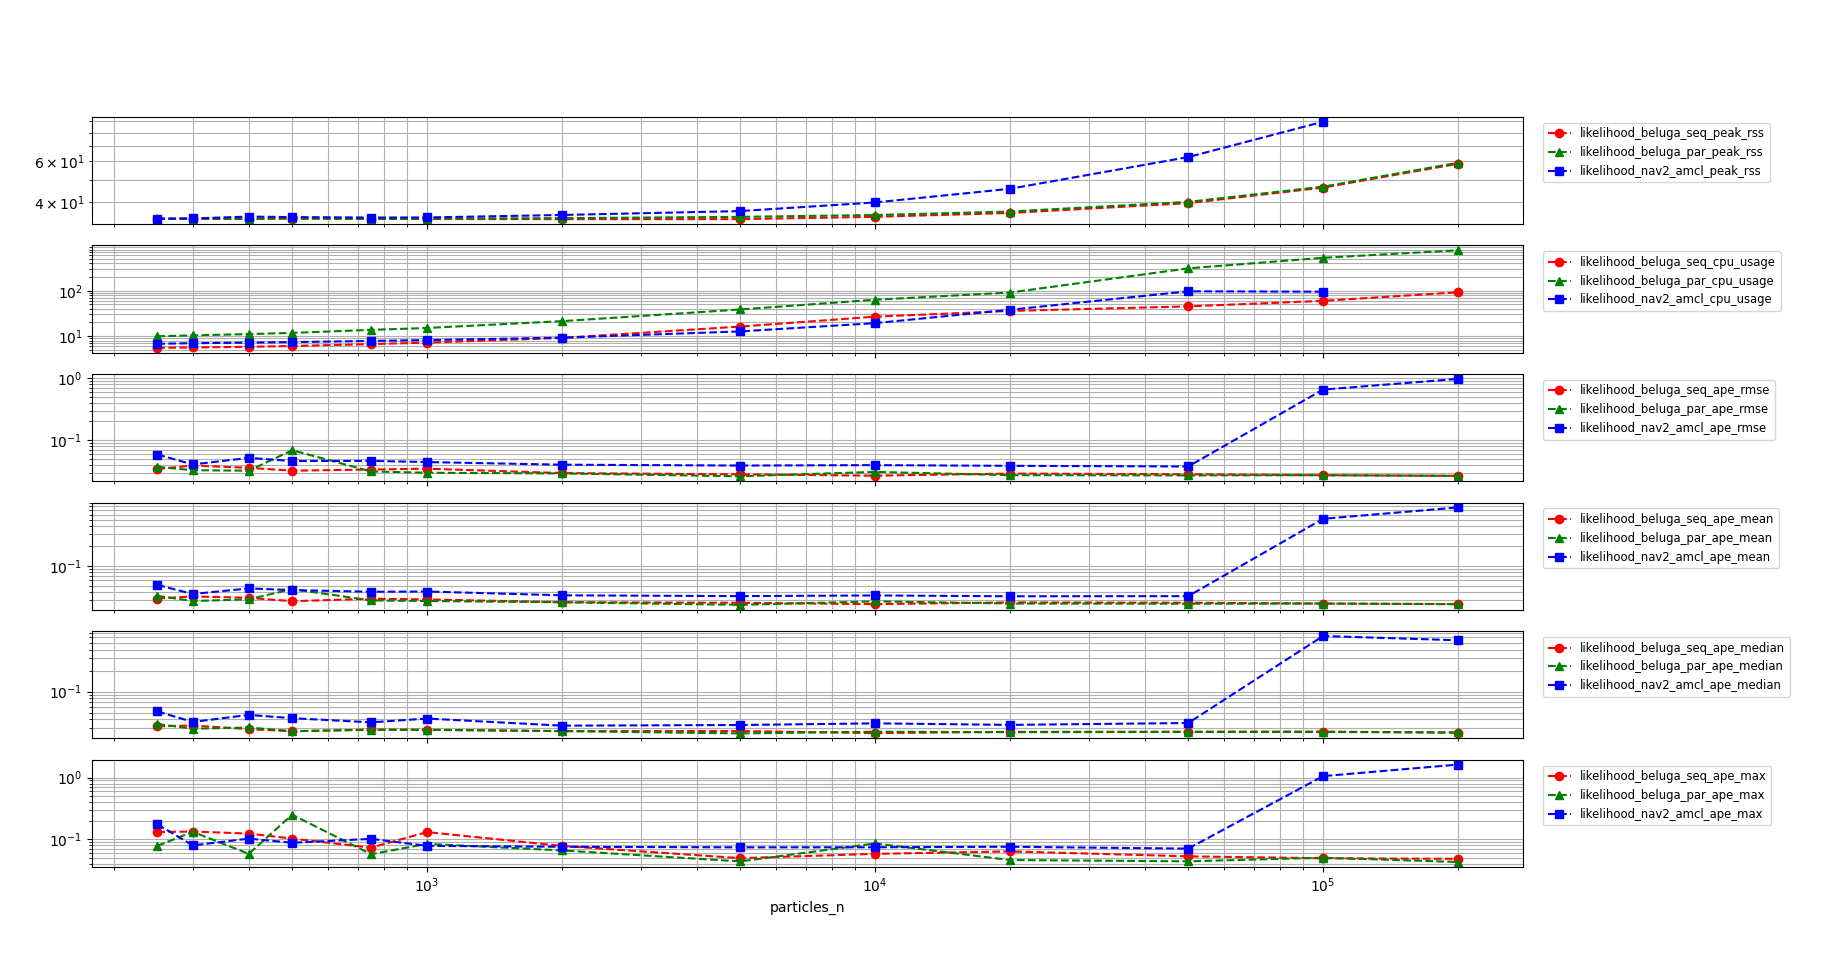 6 × 10¹
4 × 10¹
likelihood_beluga_seq_peak_rss
likelihood_beluga_par_peak_rss
likelihood_nav2_amcl_peak_rss
10²
10¹
likelihood_beluga_seq_cpu_usage
likelihood_beluga_par_cpu_usage
likelihood_nav2_amcl_cpu_usage
10⁰
10⁻¹
likelihood_beluga_seq_ape_rmse
likelihood_beluga_par_ape_rmse
likelihood_nav2_amcl_ape_rmse
10⁻¹
likelihood_beluga_seq_ape_mean
likelihood_beluga_par_ape_mean
likelihood_nav2_amcl_ape_mean
10⁻¹
likelihood_beluga_seq_ape_median
likelihood_beluga_par_ape_median
likelihood_nav2_amcl_ape_median
10⁰
10⁻¹
likelihood_beluga_seq_ape_max
likelihood_beluga_par_ape_max
likelihood_nav2_amcl_ape_max
10³ 10⁴ 10⁵
particles_n